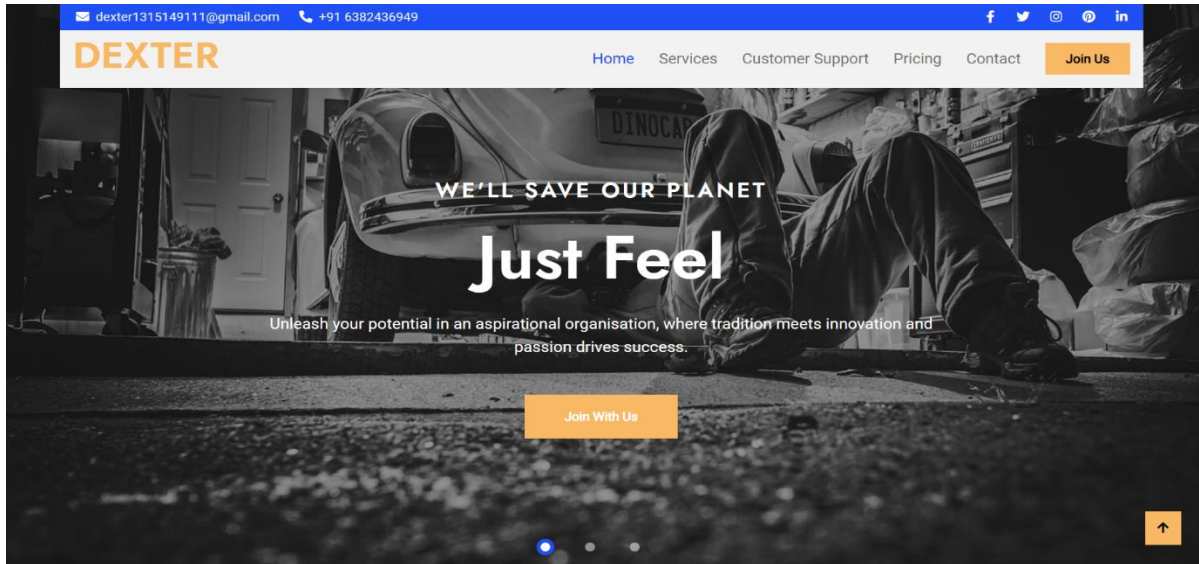 dexter1315149111@gmail.com +91 6382436949
DEXTER
Home Services Customer Support Pricing Contact Join Us
DINOCAR
WE'LL SAVE OUR PLANET
Just Feel
Unleash your potential in an aspirational organisation, where tradition meets innovation and
passion drives success.
Join With Us